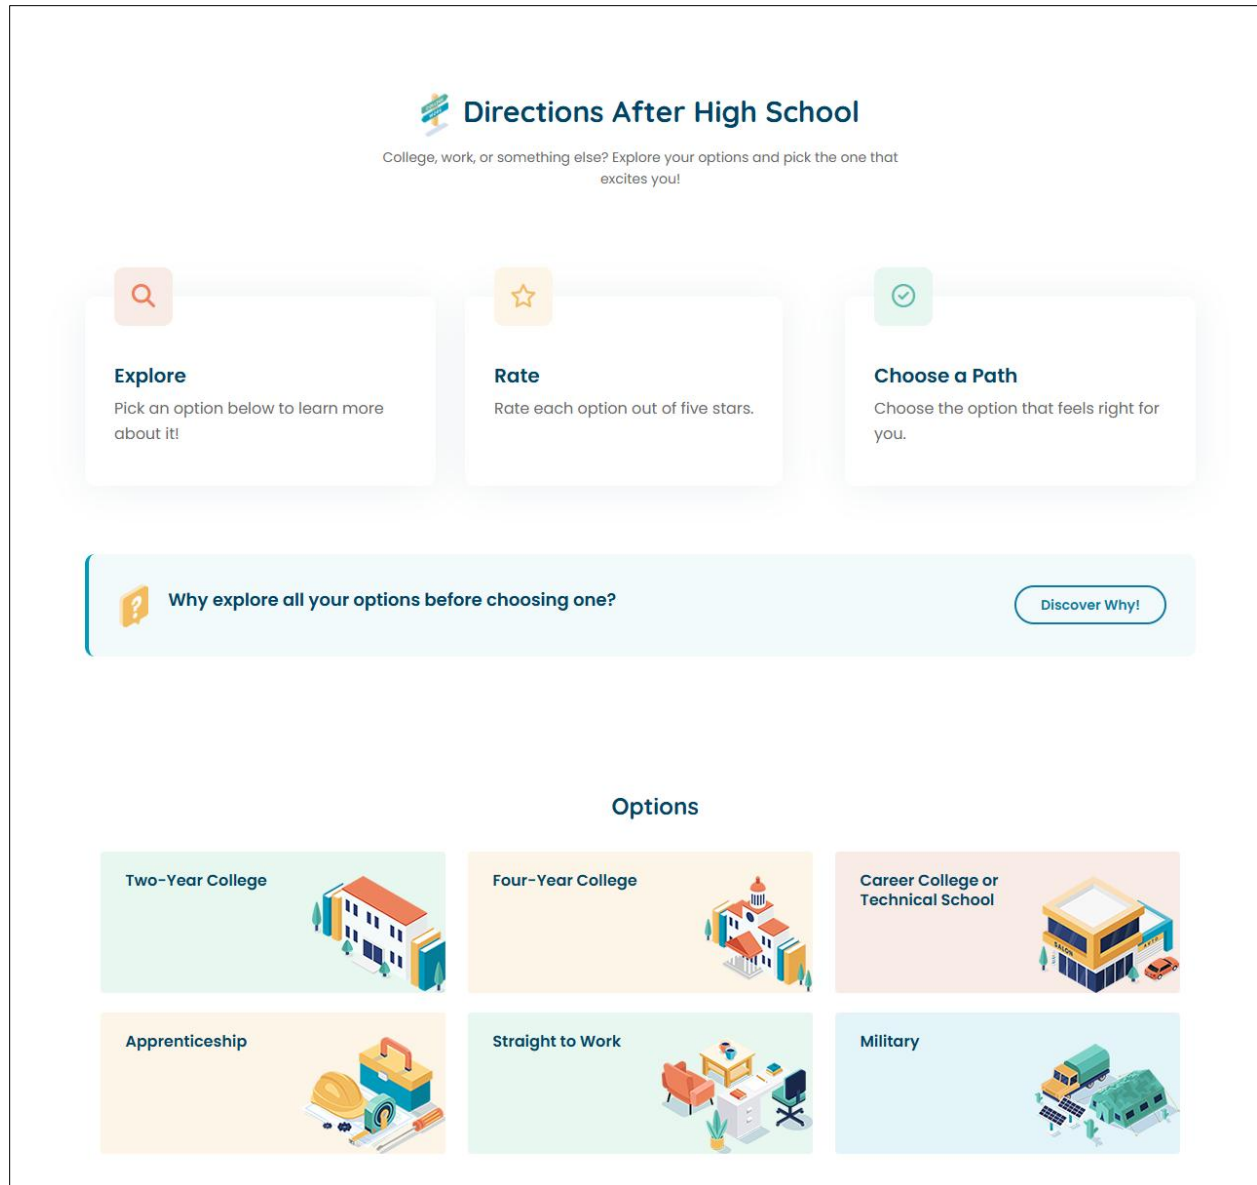 Directions After High School
College, work, or something else? Explore your options and pick the one that
excites you!
Explore
Pick an option below to learn more
about it!
Rate
Rate each option out of five stars.
Choose a Path
Choose the option that feels right for
you.
?
Why explore all your options before choosing one?
Discover Why!
Options
Two-Year College
Four-Year College
Career College or
Technical School
SALON
AUTO
Apprenticeship
Straight to Work
Military